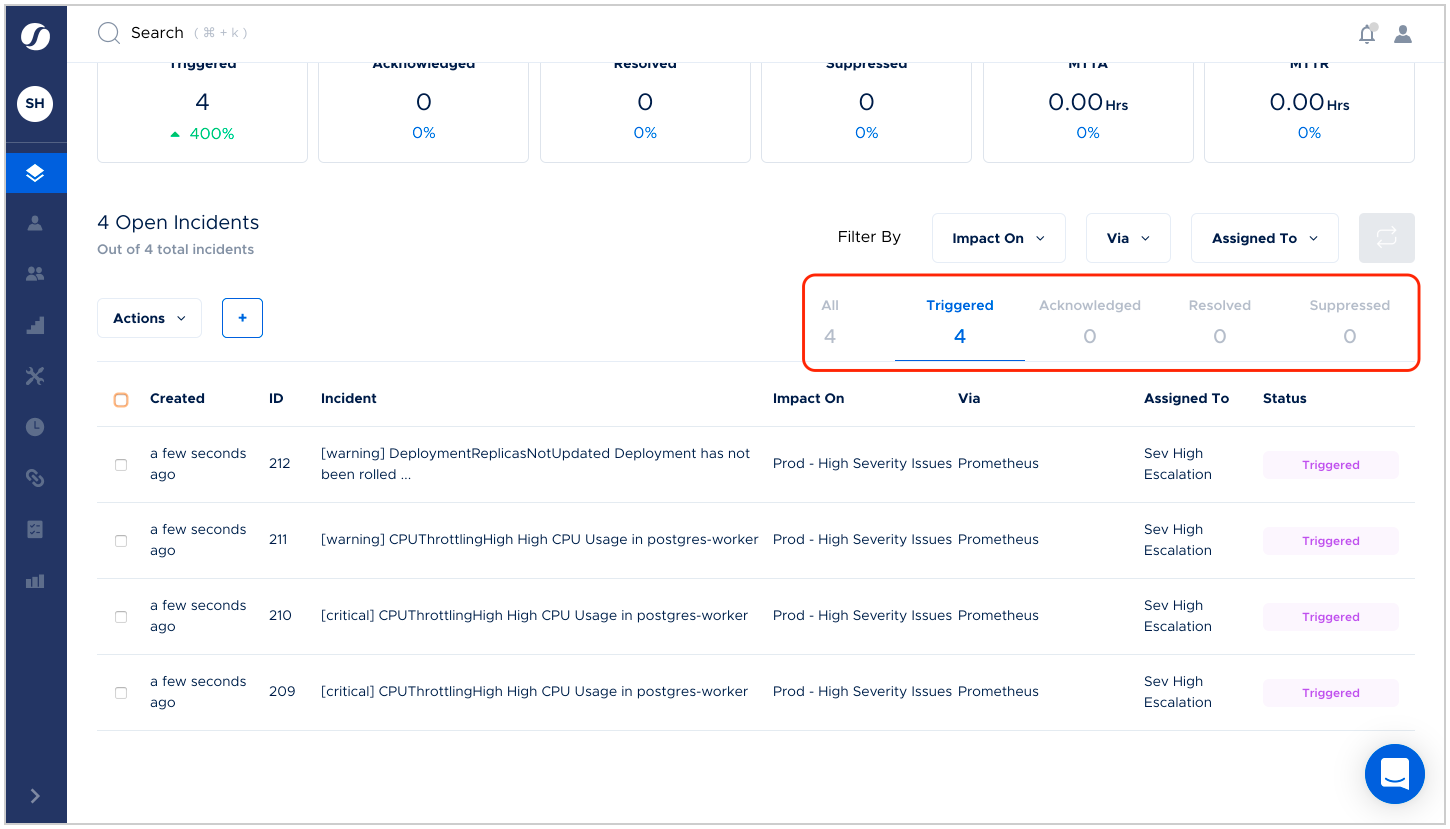 Search ( ⌘ + k )
SH
Triggered
4
400%
Acknowledged
0
0%
Resolved
0
0%
Suppressed
0
0%
MTTA
0.00 Hrs
0%
MTTR
0.00 Hrs
0%
4 Open Incidents
Out of 4 total incidents
Filter By
Impact On
Via
Assigned To
Actions
+
All
4
Triggered
4
Acknowledged
0
Resolved
0
Suppressed
0
Created ID Incident Impact On Via Assigned To Status
a few seconds
ago
212
[warning] DeploymentReplicasNotUpdated Deployment has not
been rolled ...
Prod - High Severity Issues
Prometheus
Sev High
Escalation
Triggered
a few seconds
ago
211
[warning] CPUThrottlingHigh High CPU Usage in postgres-worker
Prod - High Severity Issues
Prometheus
Sev High
Escalation
Triggered
a few seconds
ago
210
[critical] CPUThrottlingHigh High CPU Usage in postgres-worker
Prod - High Severity Issues
Prometheus
Sev High
Escalation
Triggered
a few seconds
ago
209
[critical] CPUThrottlingHigh High CPU Usage in postgres-worker
Prod - High Severity Issues
Prometheus
Sev High
Escalation
Triggered